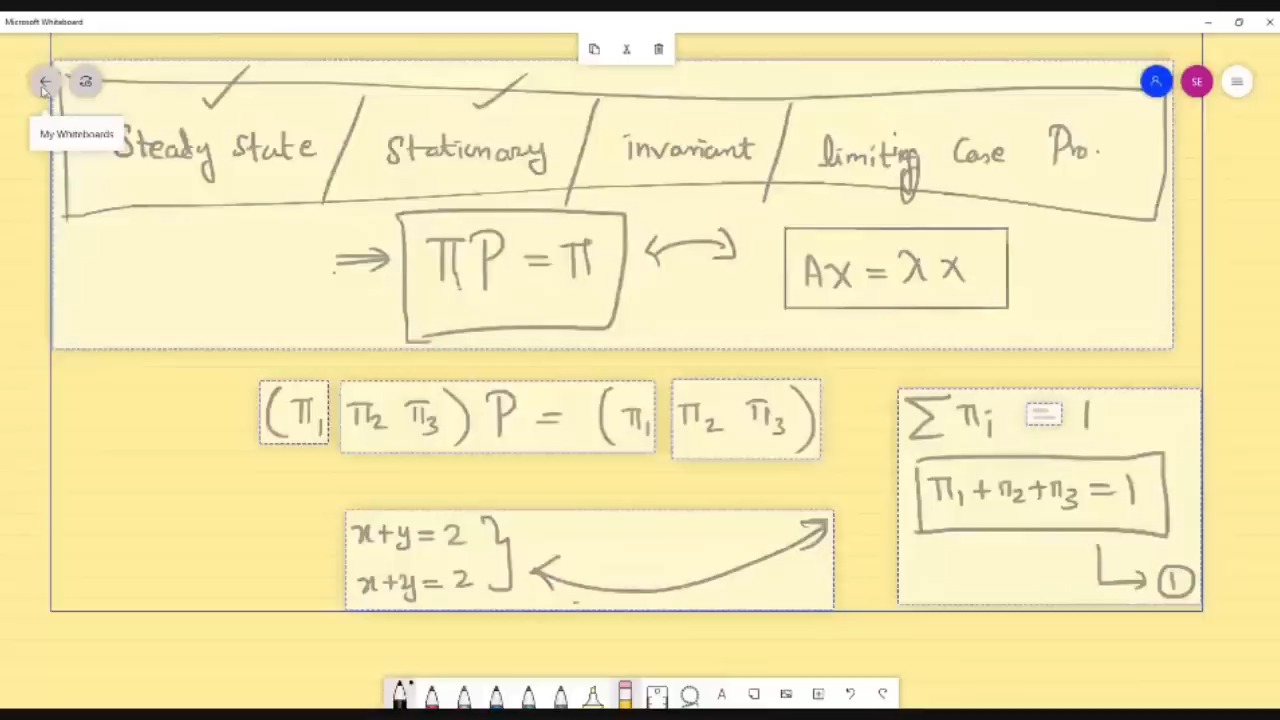 Microsoft Whiteboard
SE
My Whiteboards
Steady State / Stationary / invariant / limiting Case Pro.
⇒ πP = π ↔ AX = λx
(π₁ π₂ π₃) P = (π₁ π₂ π₃)
∑ πᵢ = 1
π₁ + π₂ + π₃ = 1
x + y = 2
x + y = 2
①
A